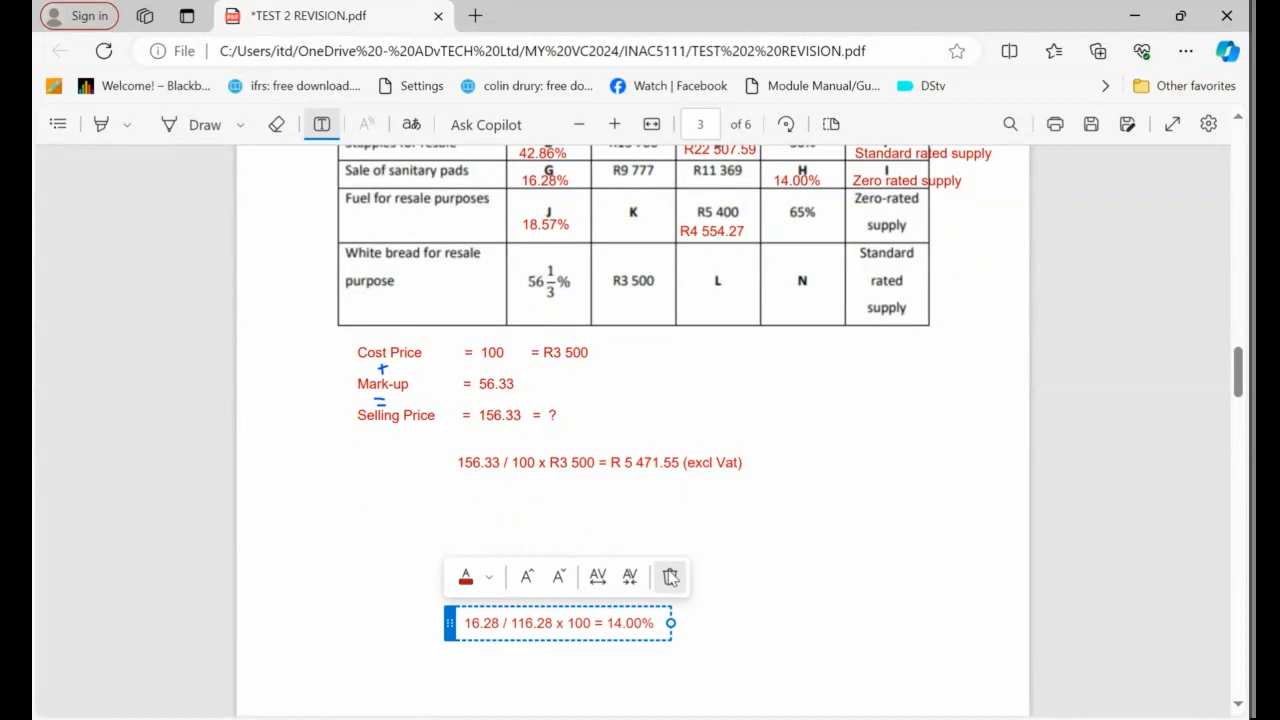 Sign in
*TEST 2 REVISION.pdf
File C:/Users/itd/OneDrive%20-%20ADvTECH%20Ltd/MY%20VC2024/INAC5111/TEST%202%20REVISION.pdf
Welcome! – Blackb... ifrs: free download.... Settings colin drury: free do... Watch | Facebook Module Manual/Gu... DStv Other favorites
Draw Ask Copilot 3 of 6
42.86% R22 507.59 Standard rated supply
Sale of sanitary pads G R9 777 R11 369 H I
16.28% 14.00% Zero rated supply
Fuel for resale purposes J K R5 400 65% Zero-rated supply
18.57% R4 554.27
White bread for resale purpose 56 1/3% R3 500 L N Standard rated supply
Cost Price = 100 = R3 500
+
Mark-up = 56.33
=
Selling Price = 156.33 = ?
156.33 / 100 x R3 500 = R 5 471.55 (excl Vat)
16.28 / 116.28 x 100 = 14.00%